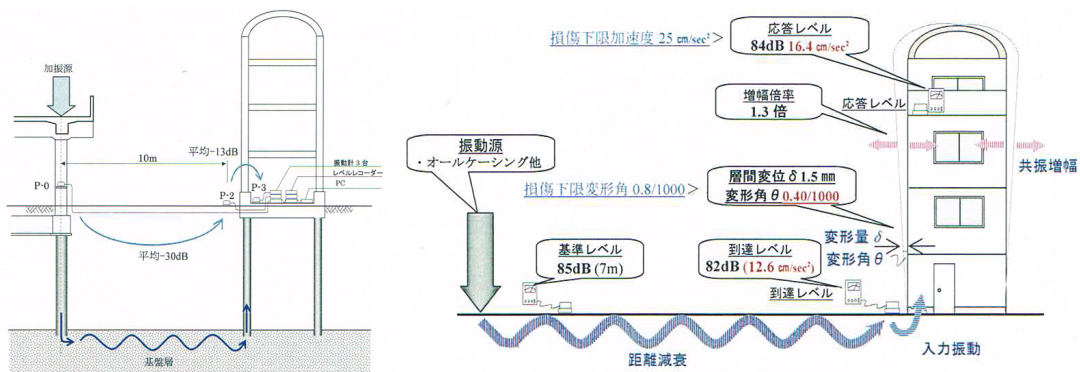 加振源
10m
平均-13dB
P-0
P-2
P-3
振動計３台
レベルレコーダー
PC
平均-30dB
基盤層
損傷下限加速度 25 cm/sec²>
応答レベル
84dB 16.4 cm/sec²
増幅倍率
1.3 倍
応答レベル
振動源
・オールケーシング他
共振増幅
損傷下限変形角 0.8/1000>
層間変位δ 1.5 mm
変形角θ 0.40/1000
変形量 δ
変形角 θ
基準レベル
85dB (7m)
到達レベル
82dB (12.6 cm/sec²)
到達レベル
距離減衰
入力振動